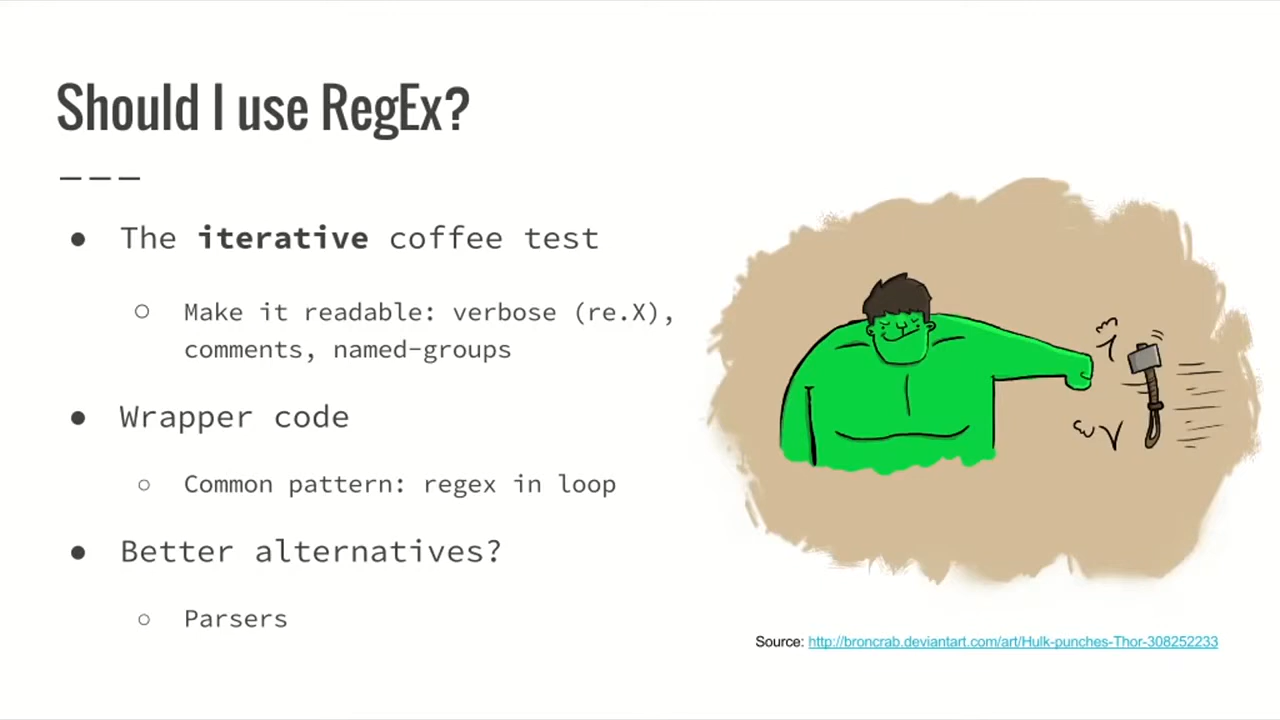 Should I use RegEx?
———
● The iterative coffee test
○ Make it readable: verbose (re.X),
comments, named-groups
● Wrapper code
○ Common pattern: regex in loop
● Better alternatives?
○ Parsers
Source: http://broncrab.deviantart.com/art/Hulk-punches-Thor-308252233